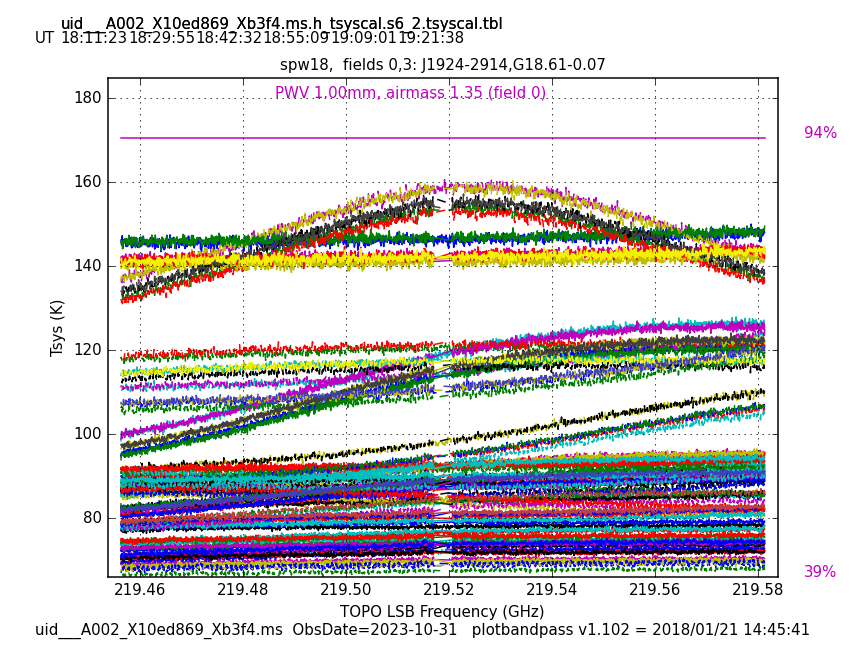 uid___A002_X10ed869_Xb3f4.ms.h_tsyscal.s6_2.tsyscal.tbl
UT 18:11:23 18:29:55 18:42:32 18:55:09 19:09:01 19:21:38
spw18,  fields 0,3: J1924-2914,G18.61-0.07
PWV 1.00mm, airmass 1.35 (field 0)
180
94%
160
140
Tsys (K)
120
100
80
39%
219.46 219.48 219.50 219.52 219.54 219.56 219.58
TOPO LSB Frequency (GHz)
uid___A002_X10ed869_Xb3f4.ms  ObsDate=2023-10-31   plotbandpass v1.102 = 2018/01/21 14:45:41